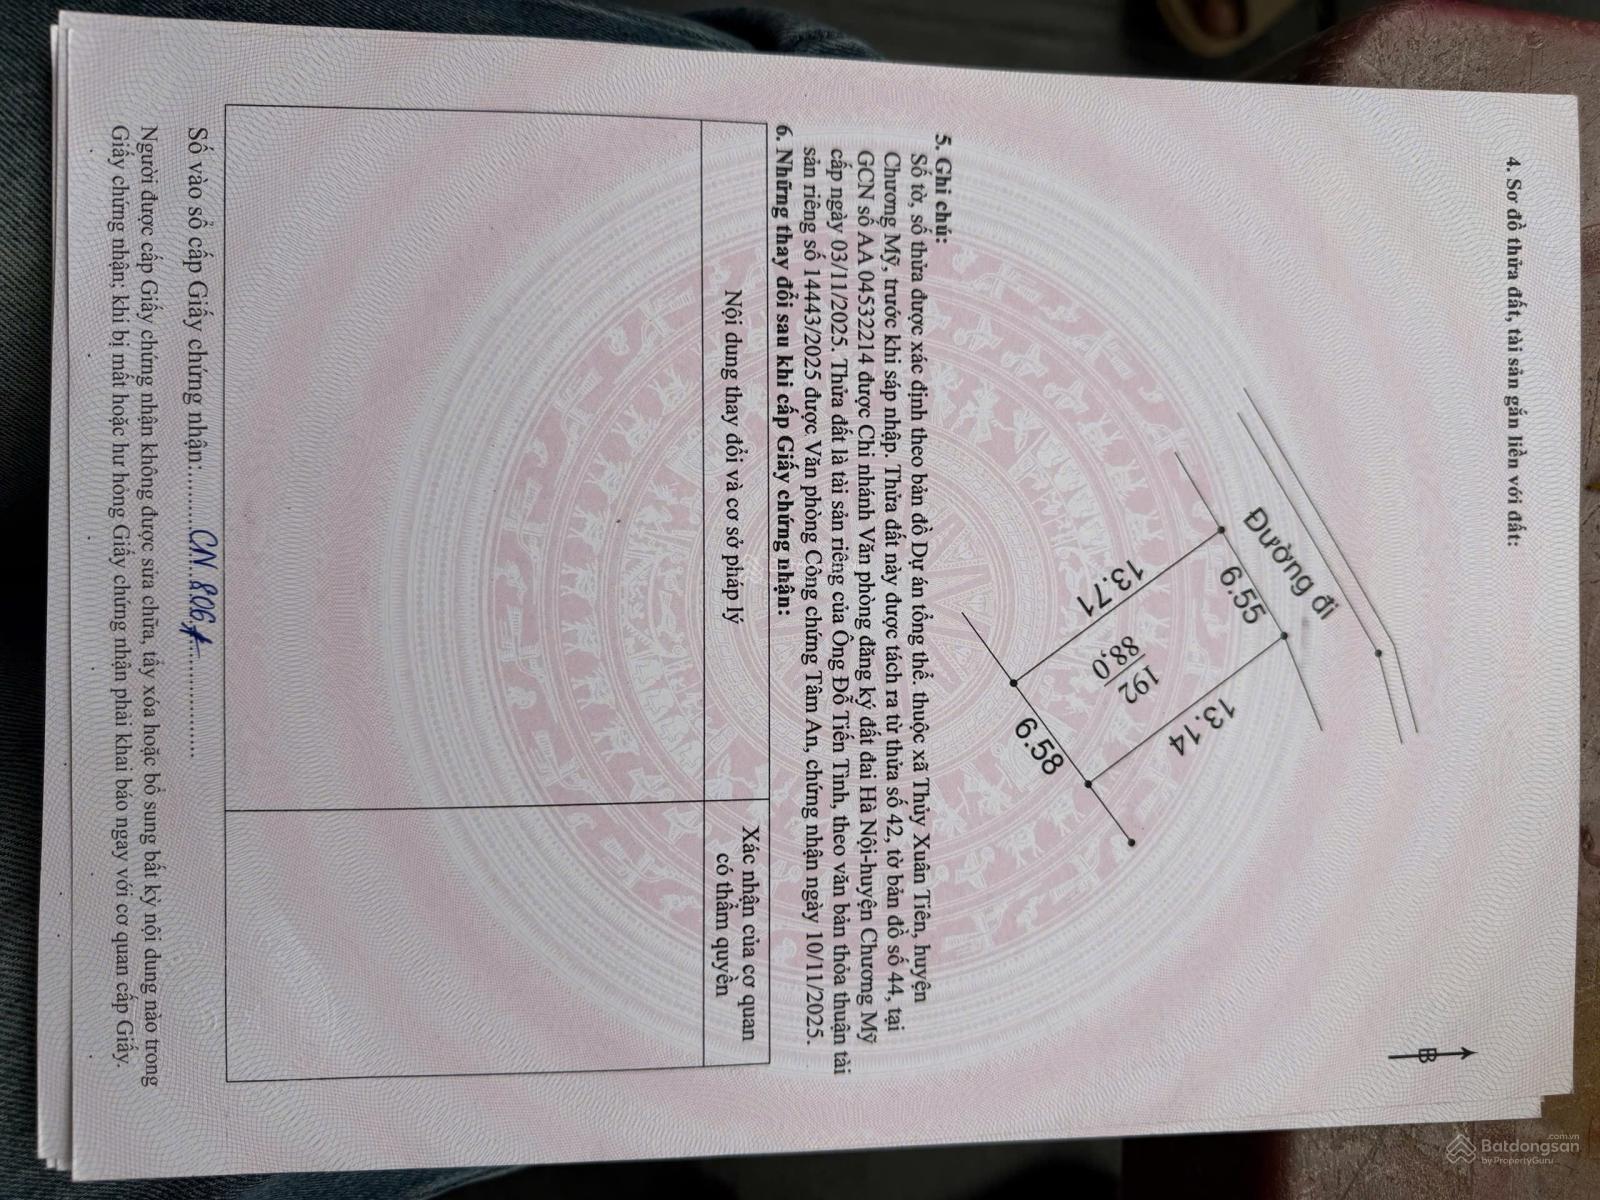 4. Sơ đồ thửa đất, tài sản gắn liền với đất:
B
Đường đi
6.55
13.71
192
88,0
13.14
6.58
5. Ghi chú:
Số tờ, số thửa được xác định theo bản đồ Dự án tổng thể. thuộc xã Thủy Xuân Tiên, huyện
Chương Mỹ, trước khi sáp nhập. Thửa đất này được tách ra từ thửa số 42, tờ bản đồ số 44, tại
GCN số AA 04532214 được Chi nhánh Văn phòng đăng ký đất đai Hà Nội-huyện Chương Mỹ
cấp ngày 03/11/2025. Thửa đất là tài sản riêng của Ông Đỗ Tiến Tình, theo văn bản thỏa thuận tài
sản riêng số 14443/2025 được Văn phòng Công chứng Tâm An, chứng nhận ngày 10/11/2025.
6. Những thay đổi sau khi cấp Giấy chứng nhận:
Nội dung thay đổi và cơ sở pháp lý
Xác nhận của cơ quan
có thẩm quyền
Số vào sổ cấp Giấy chứng nhận:..........CN..806.........................
Người được cấp Giấy chứng nhận không được sửa chữa, tẩy xóa hoặc bổ sung bất kỳ nội dung nào trong
Giấy chứng nhận; khi bị mất hoặc hư hỏng Giấy chứng nhận phải khai báo ngay với cơ quan cấp Giấy.
Batdongsan
.com.vn
by PropertyGuru